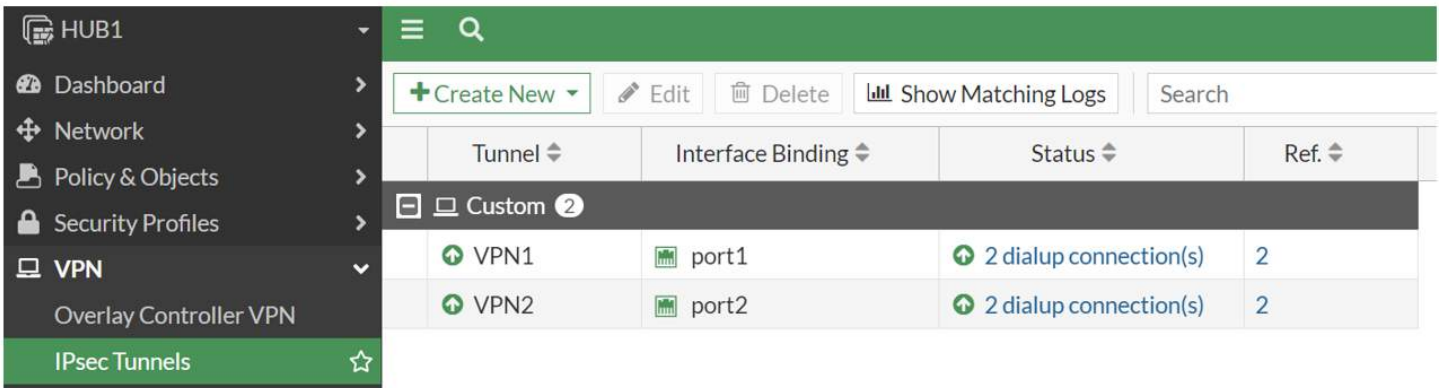 HUB1
Dashboard
Network
Policy & Objects
Security Profiles
VPN
Overlay Controller VPN
IPsec Tunnels
Create New Edit Delete Show Matching Logs Search
Tunnel Interface Binding Status Ref.
Custom 2
VPN1 port1 2 dialup connection(s) 2
VPN2 port2 2 dialup connection(s) 2